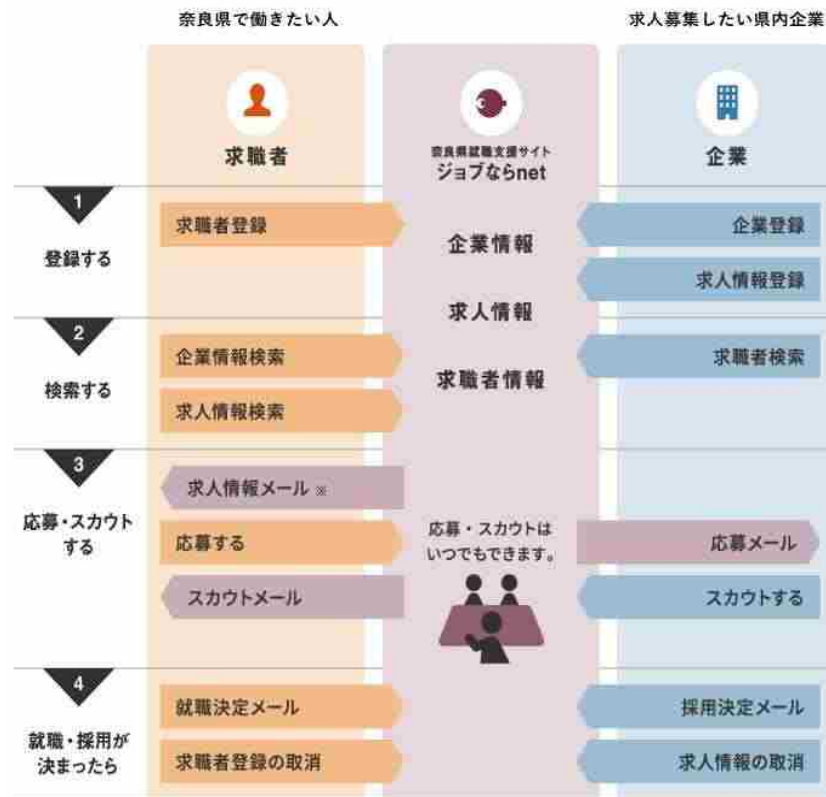 奈良県で働きたい人
求人募集したい県内企業
求職者
奈良県就職支援サイト
ジョブならnet
企業
1
登録する
求職者登録
企業情報
企業登録
求人情報登録
求人情報
2
検索する
企業情報検索
求職者検索
求職者情報
求人情報検索
3
応募・スカウト
する
求人情報メール ※
応募する
応募・スカウトは
いつでもできます。
応募メール
スカウトメール
スカウトする
4
就職・採用が
決まったら
就職決定メール
採用決定メール
求職者登録の取消
求人情報の取消